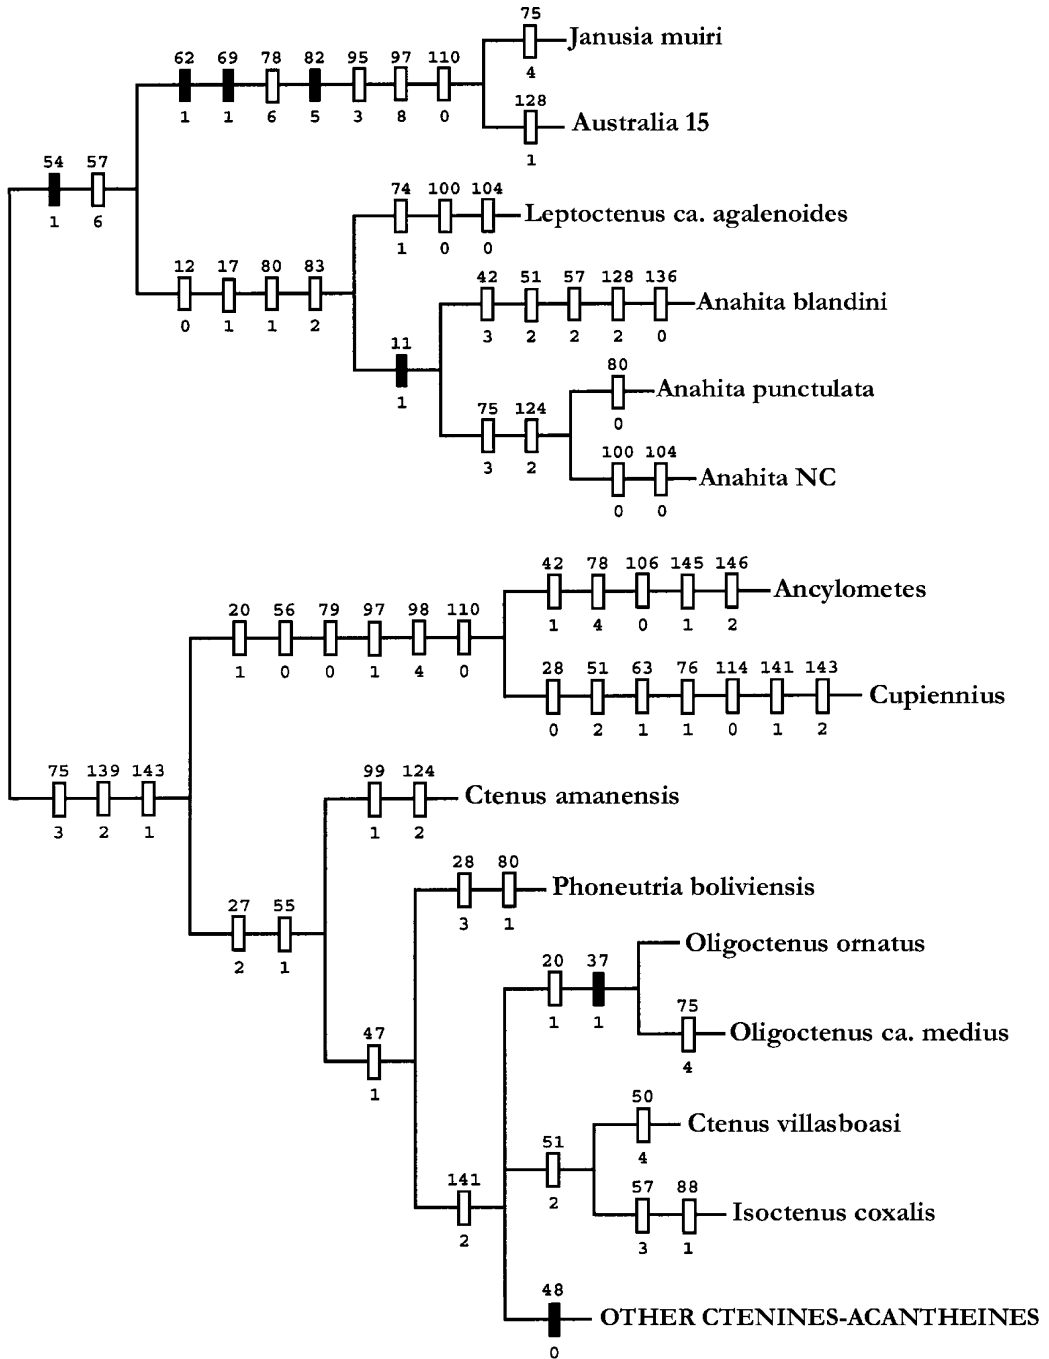 75
Janusia muiri
4
62 69 78 82 95 97 110
1 1 6 5 3 8 0
128
Australia 15
1
54 57
1 6
74 100 104
Leptoctenus ca. agalenoides
1 0 0
12 17 80 83
0 1 1 2
42 51 57 128 136
Anahita blandini
3 2 2 2 0
11
1
80
Anahita punctulata
0
75 124
3 2
100 104
Anahita NC
0 0
42 78 106 145 146
Ancylometes
1 4 0 1 2
20 56 79 97 98 110
1 0 0 1 4 0
28 51 63 76 114 141 143
Cupiennius
0 2 1 1 0 1 2
75 139 143
3 2 1
99 124
Ctenus amanensis
1 2
28 80
Phoneutria boliviensis
3 1
27 55
2 1
Oligoctenus ornatus
20 37
1 1
75
Oligoctenus ca. medius
4
47
1
50
Ctenus villasboasi
4
51
2
141
2
57 88
Isoctenus coxalis
3 1
48
OTHER CTENINES-ACANTHEINES
0